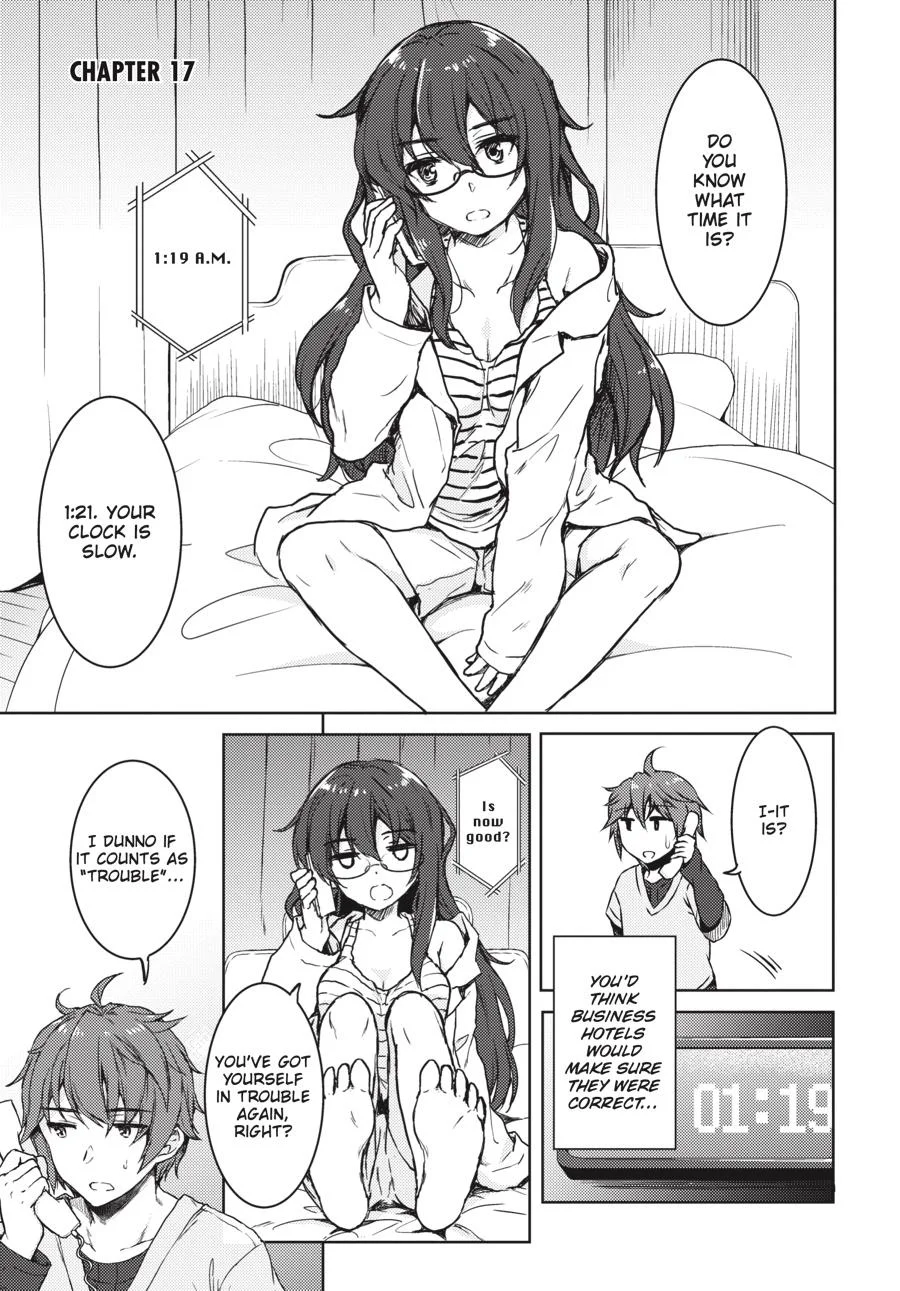 CHAPTER 17
DO
YOU
KNOW
WHAT
TIME IT
IS?
1:19 A.M.
1:21. YOUR
CLOCK IS
SLOW.
I-IT
IS?
YOU'D
THINK
BUSINESS
HOTELS
WOULD
MAKE SURE
THEY WERE
CORRECT...
01:19
Is
now
good?
YOU'VE GOT
YOURSELF
IN TROUBLE
AGAIN,
RIGHT?
I DUNNO IF
IT COUNTS AS
"TROUBLE"...